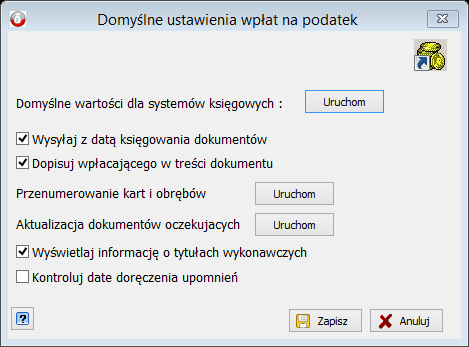 Domyślne ustawienia wpłat na podatek
Domyślne wartości dla systemów księgowych : Uruchom
Wysyłaj z datą księgowania dokumentów
Dopisuj wpłacającego w treści dokumentu
Przenumerowanie kart i obrębów Uruchom
Aktualizacja dokumentów oczekujacych Uruchom
Wyświetlaj informację o tytułach wykonawczych
Kontroluj date doręczenia upomnień
? Zapisz Anuluj